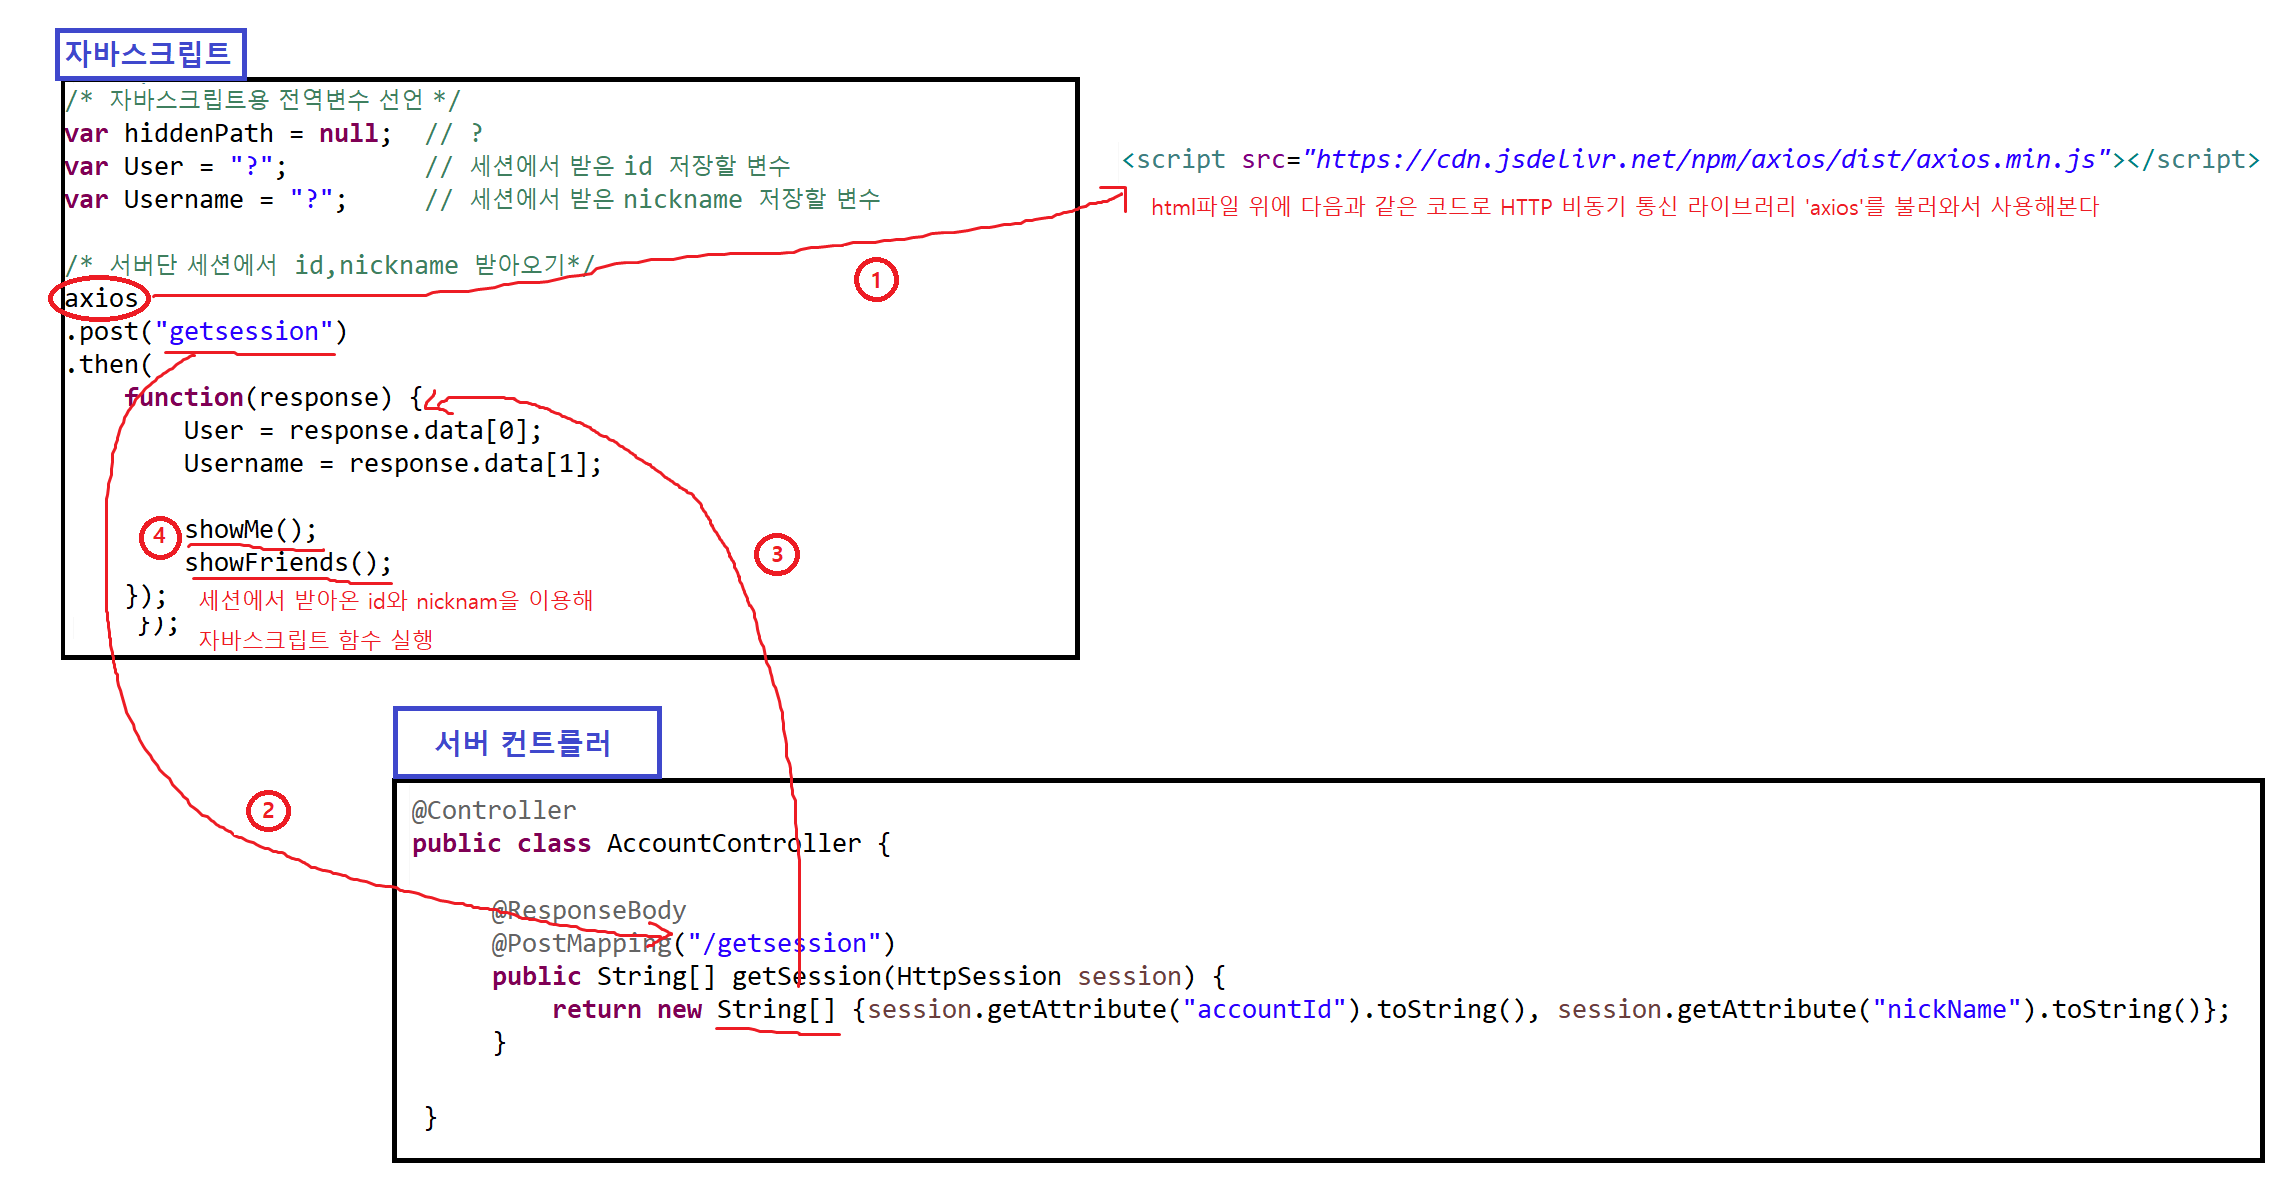 자바스크립트
/* 자바스크립트용 전역변수 선언 */
var hiddenPath = null;  // ?
var User = "?";         // 세션에서 받은 id 저장할 변수
var Username = "?";     // 세션에서 받은 nickname 저장할 변수
<script src="https://cdn.jsdelivr.net/npm/axios/dist/axios.min.js"></script>
html파일 위에 다음과 같은 코드로 HTTP 비동기 통신 라이브러리 'axios'를 불러와서 사용해본다
/* 서버단 세션에서 id,nickname 받아오기*/
1
axios
.post("getsession")
.then(
    function(response) {
        User = response.data[0];
        Username = response.data[1];
4
        showMe();
        showFriends();
3
    });
세션에서 받아온 id와 nicknam을 이용해
    });
자바스크립트 함수 실행
서버 컨트롤러
2
@Controller
public class AccountController {
    @ResponseBody
    @PostMapping("/getsession")
    public String[] getSession(HttpSession session) {
        return new String[] {session.getAttribute("accountId").toString(), session.getAttribute("nickName").toString()};
    }
}